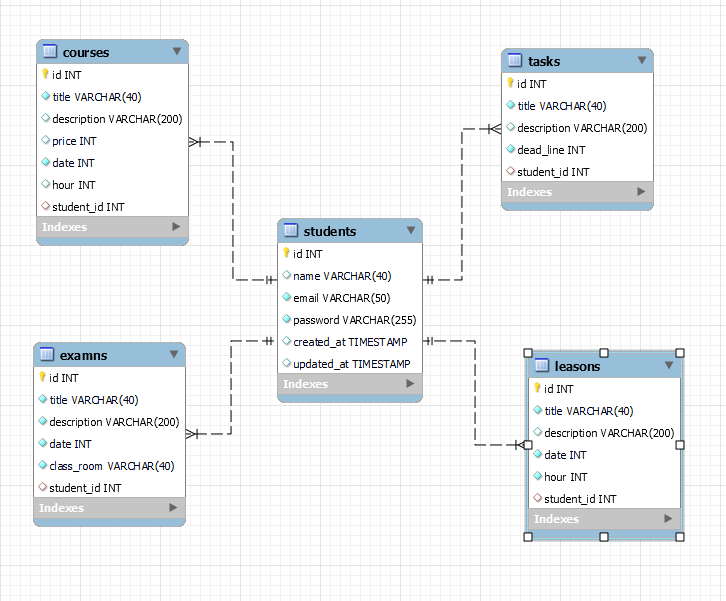 courses
id INT
title VARCHAR(40)
description VARCHAR(200)
price INT
date INT
hour INT
student_id INT
Indexes
tasks
id INT
title VARCHAR(40)
description VARCHAR(200)
dead_line INT
student_id INT
Indexes
students
id INT
name VARCHAR(40)
email VARCHAR(50)
password VARCHAR(255)
created_at TIMESTAMP
updated_at TIMESTAMP
Indexes
examns
id INT
title VARCHAR(40)
description VARCHAR(200)
date INT
class_room VARCHAR(40)
student_id INT
Indexes
leasons
id INT
title VARCHAR(40)
description VARCHAR(200)
date INT
hour INT
student_id INT
Indexes